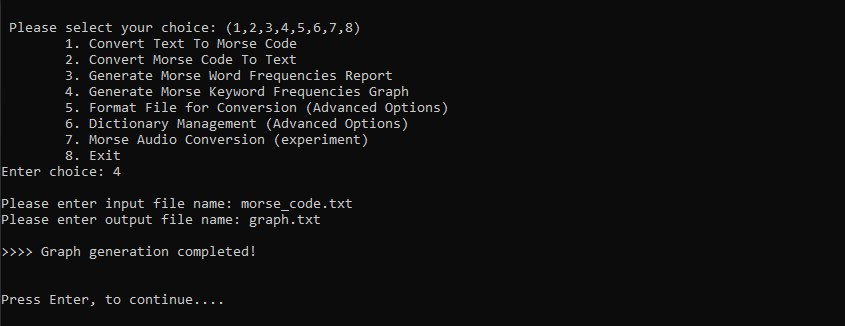 Please select your choice: (1,2,3,4,5,6,7,8)
1. Convert Text To Morse Code
2. Convert Morse Code To Text
3. Generate Morse Word Frequencies Report
4. Generate Morse Keyword Frequencies Graph
5. Format File for Conversion (Advanced Options)
6. Dictionary Management (Advanced Options)
7. Morse Audio Conversion (experiment)
8. Exit
Enter choice: 4
Please enter input file name: morse_code.txt
Please enter output file name: graph.txt
>>>> Graph generation completed!
Press Enter, to continue....